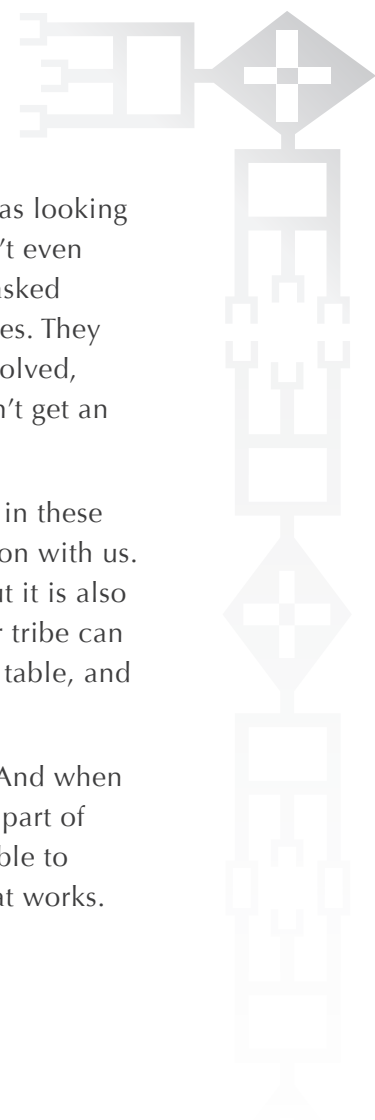 as looking
’t even
asked
es. They
olved,
n’t get an
in these
on with us.
t it is also
r tribe can
table, and
And when
part of
ble to
at works.